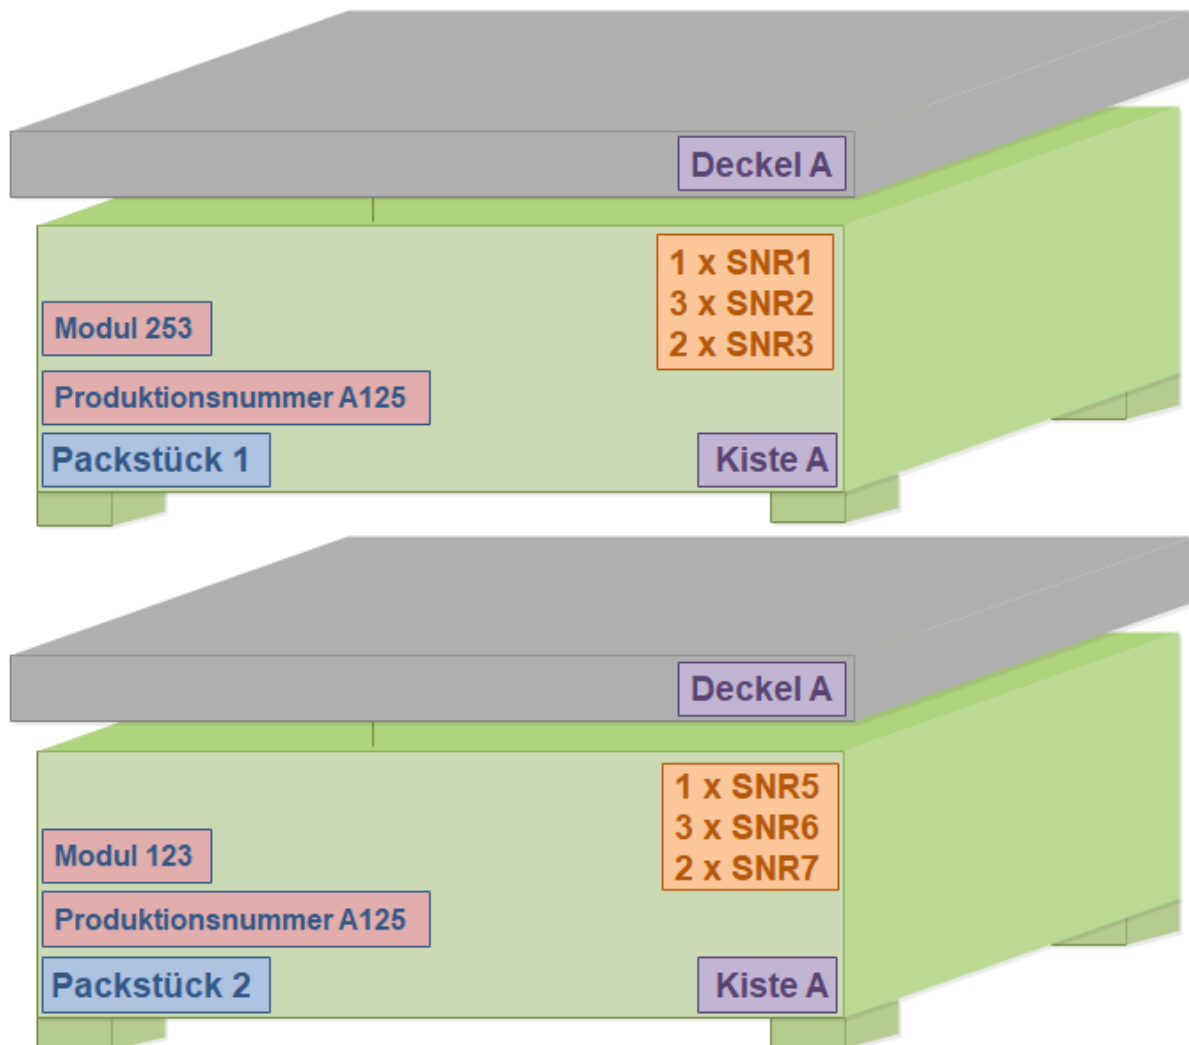 Deckel A
1 x SNR1
3 x SNR2
2 x SNR3
Modul 253
Produktionsnummer A125
Packstück 1
Kiste A
Deckel A
1 x SNR5
3 x SNR6
2 x SNR7
Modul 123
Produktionsnummer A125
Packstück 2
Kiste A